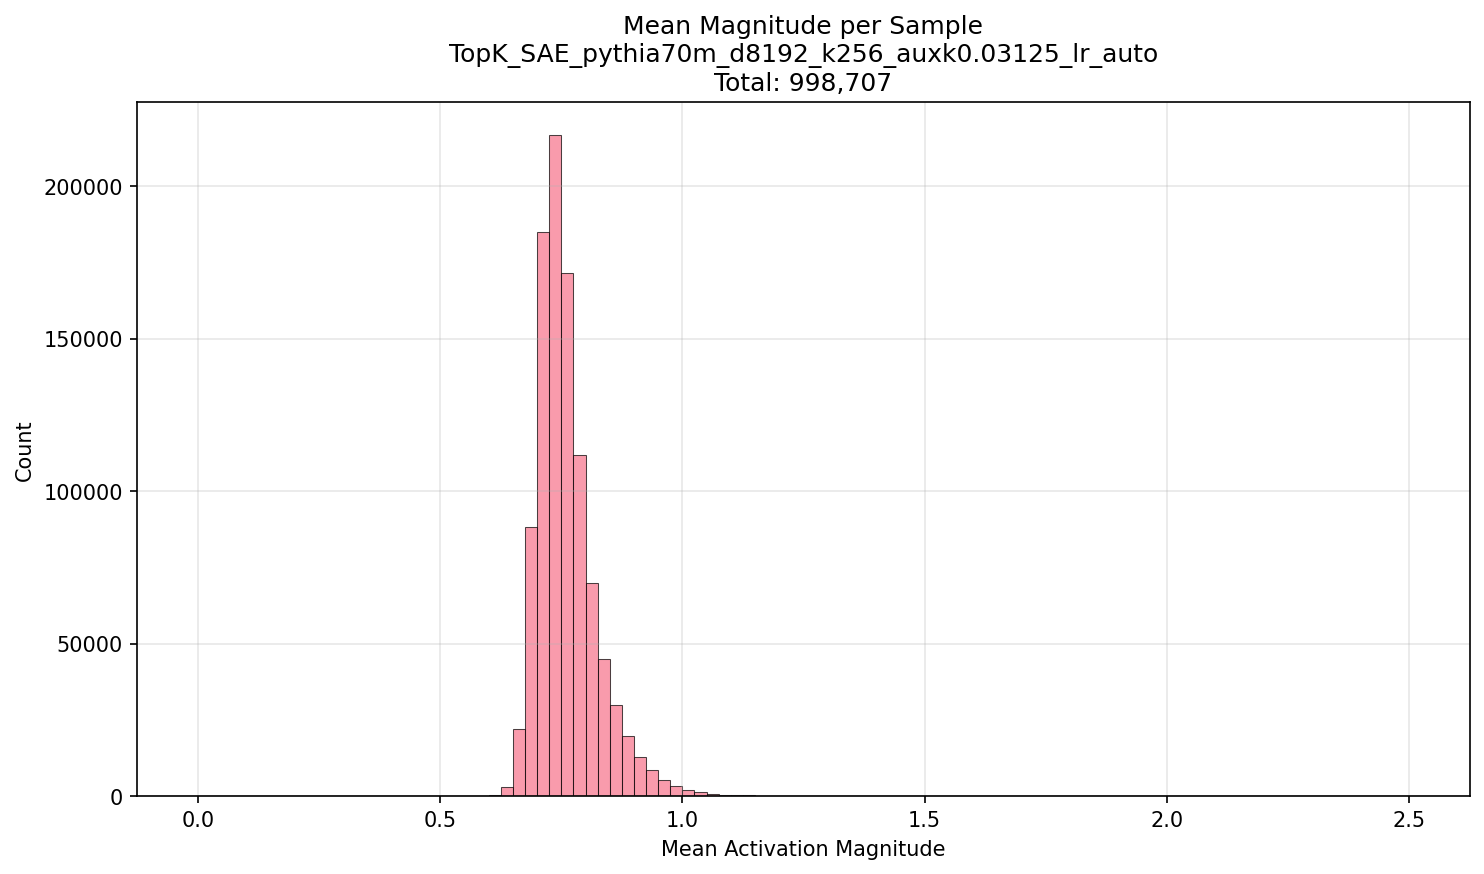 Mean Magnitude per Sample
TopK_SAE_pythia70m_d8192_k256_auxk0.03125_lr_auto
Total: 998,707
Count
200000
150000
100000
50000
0
0.0 0.5 1.0 1.5 2.0 2.5
Mean Activation Magnitude